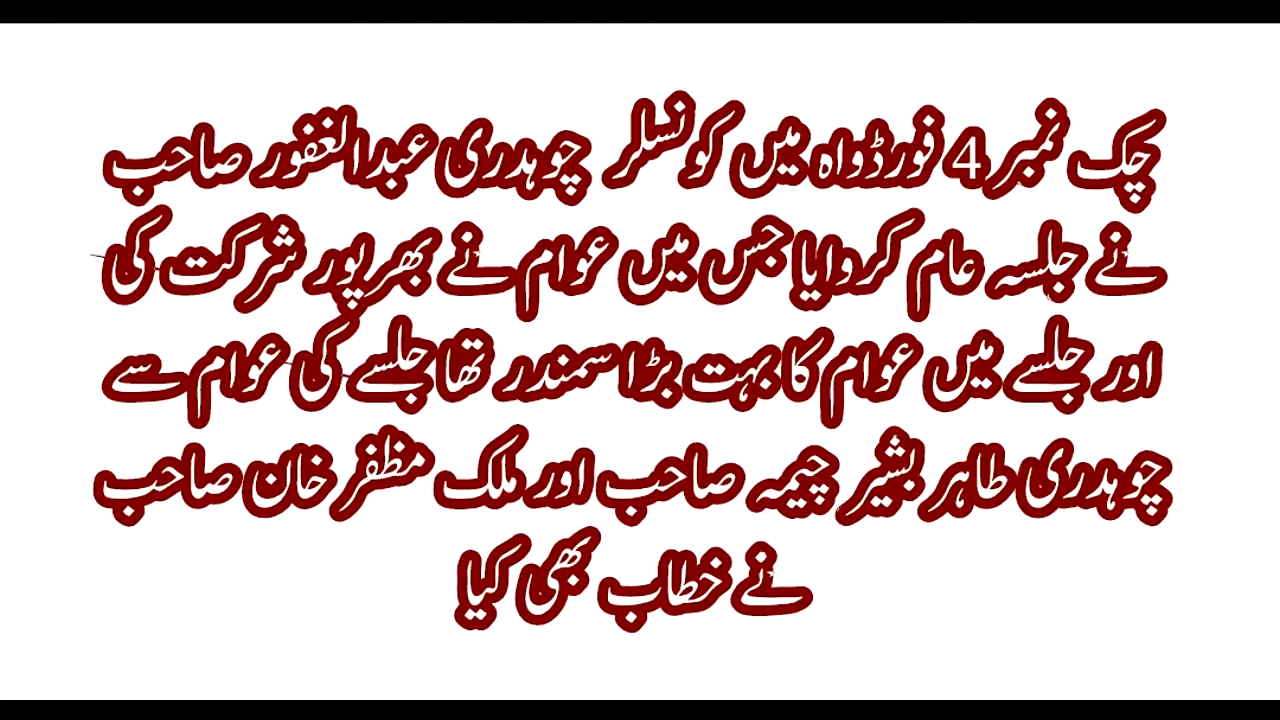 چک نمبر 4 فورڈواہ میں کونسلر چوہدری عبدالغفور صاحب
نے جلسہ عام کروایا جس میں عوام نے بھرپور شرکت کی
اور جلسے میں عوام کا بہت بڑا سمندر تھا جلسے کی عوام سے
چوہدری طاہر بشیر چیمہ صاحب اور ملک مظفر خان صاحب
نے خطاب بھی کیا